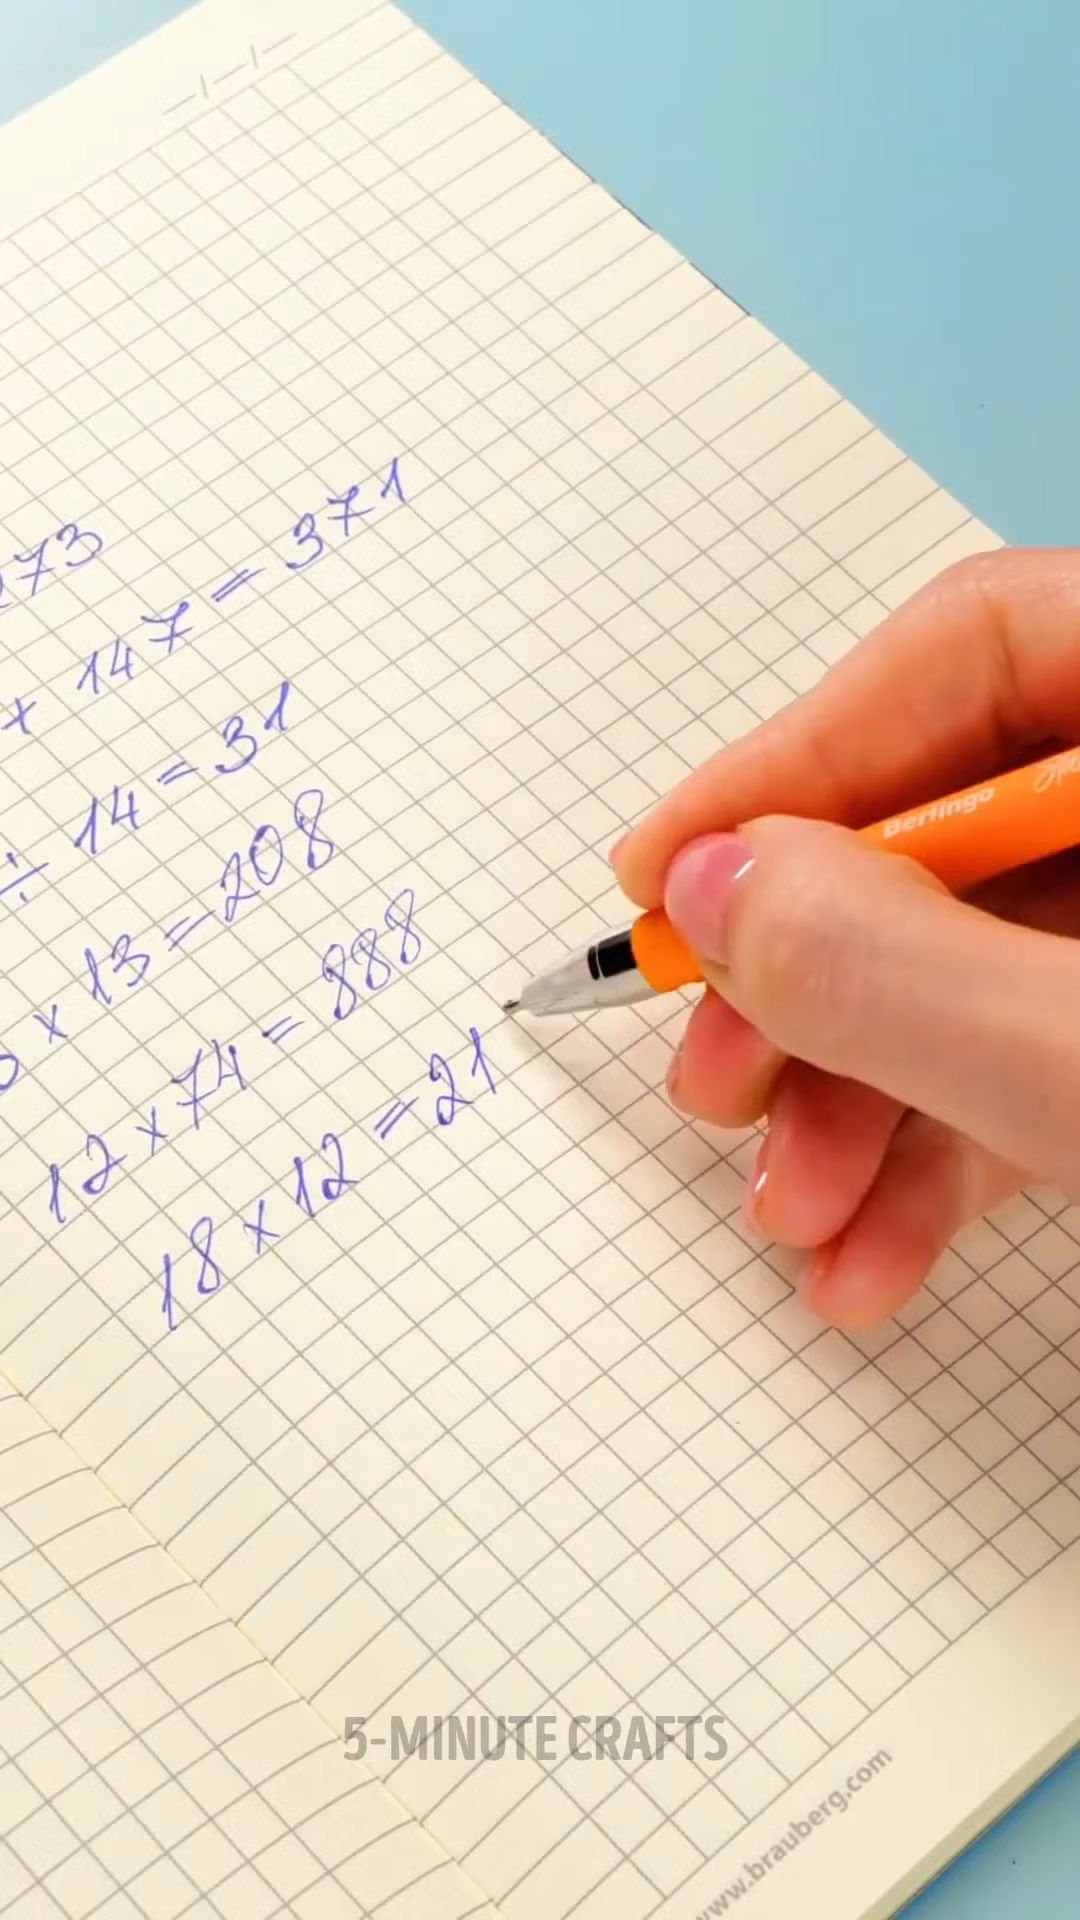 273
x 147 = 371
÷ 14 = 31
x 13 = 208
12 x 74 = 888
18 x 12 = 21
Berlingo
5-MINUTE CRAFTS
www.brauberg.com